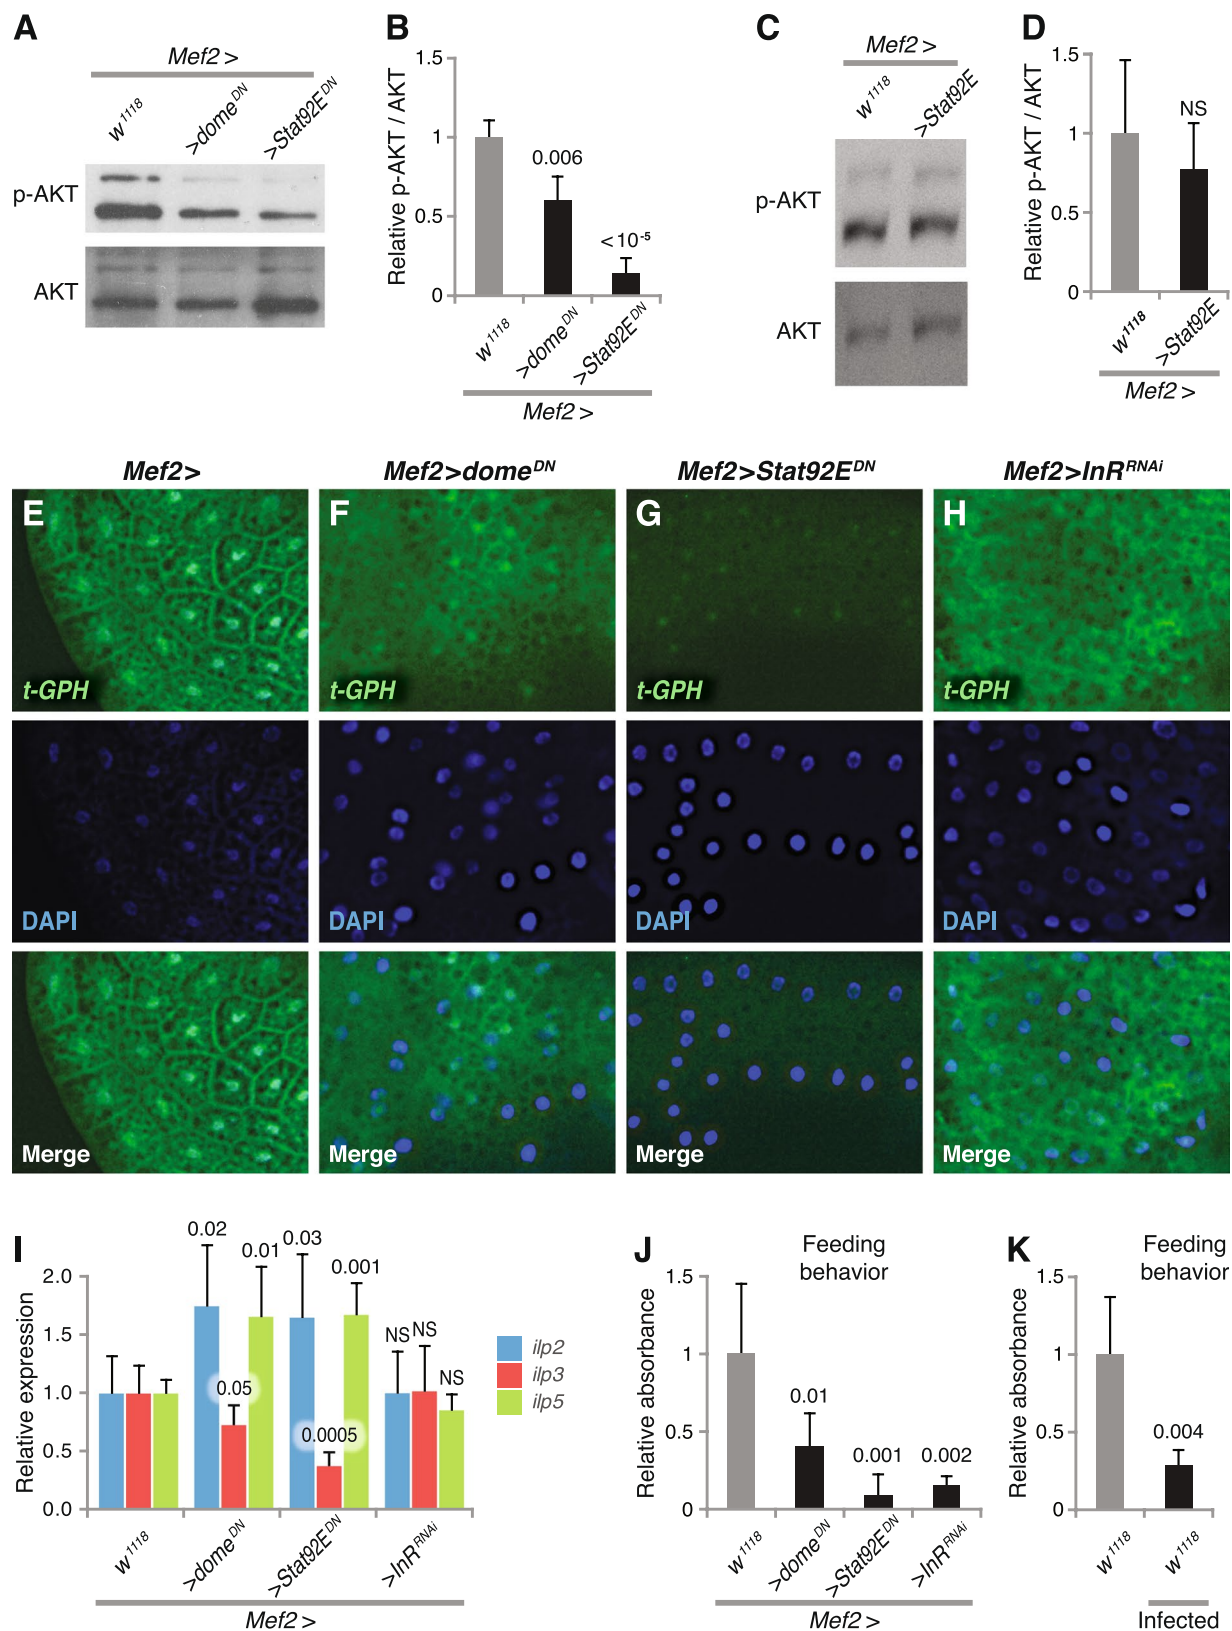 A
Mef2 >
w1118
>domeDN
>Stat92EDN
p-AKT
AKT
B
Relative p-AKT / AKT
1.5
1
0.5
0
0.006
<10-5
w1118
>domeDN
>Stat92EDN
Mef2 >
C
Mef2 >
w1118
>Stat92E
p-AKT
AKT
D
Relative p-AKT / AKT
1.5
1
0.5
0
NS
w1118
>Stat92E
Mef2 >
Mef2>
Mef2>domeDN
Mef2>Stat92EDN
Mef2>InRRNAi
E
F
G
H
t-GPH
t-GPH
t-GPH
t-GPH
DAPI
DAPI
DAPI
DAPI
Merge
Merge
Merge
Merge
I
Relative expression
2.0
1.5
1.0
0.5
0.0
0.02
0.05
0.01
0.03
0.0005
0.001
NS
NS
NS
ilp2
ilp3
ilp5
w1118
>domeDN
>Stat92EDN
>InRRNAi
Mef2 >
J
Feeding
behavior
Relative absorbance
1.5
1
0.5
0
0.01
0.001
0.002
w1118
>domeDN
>Stat92EDN
>InRRNAi
Mef2 >
K
Feeding
behavior
Relative absorbance
1.5
1
0.5
0
0.004
w1118
w1118
Infected